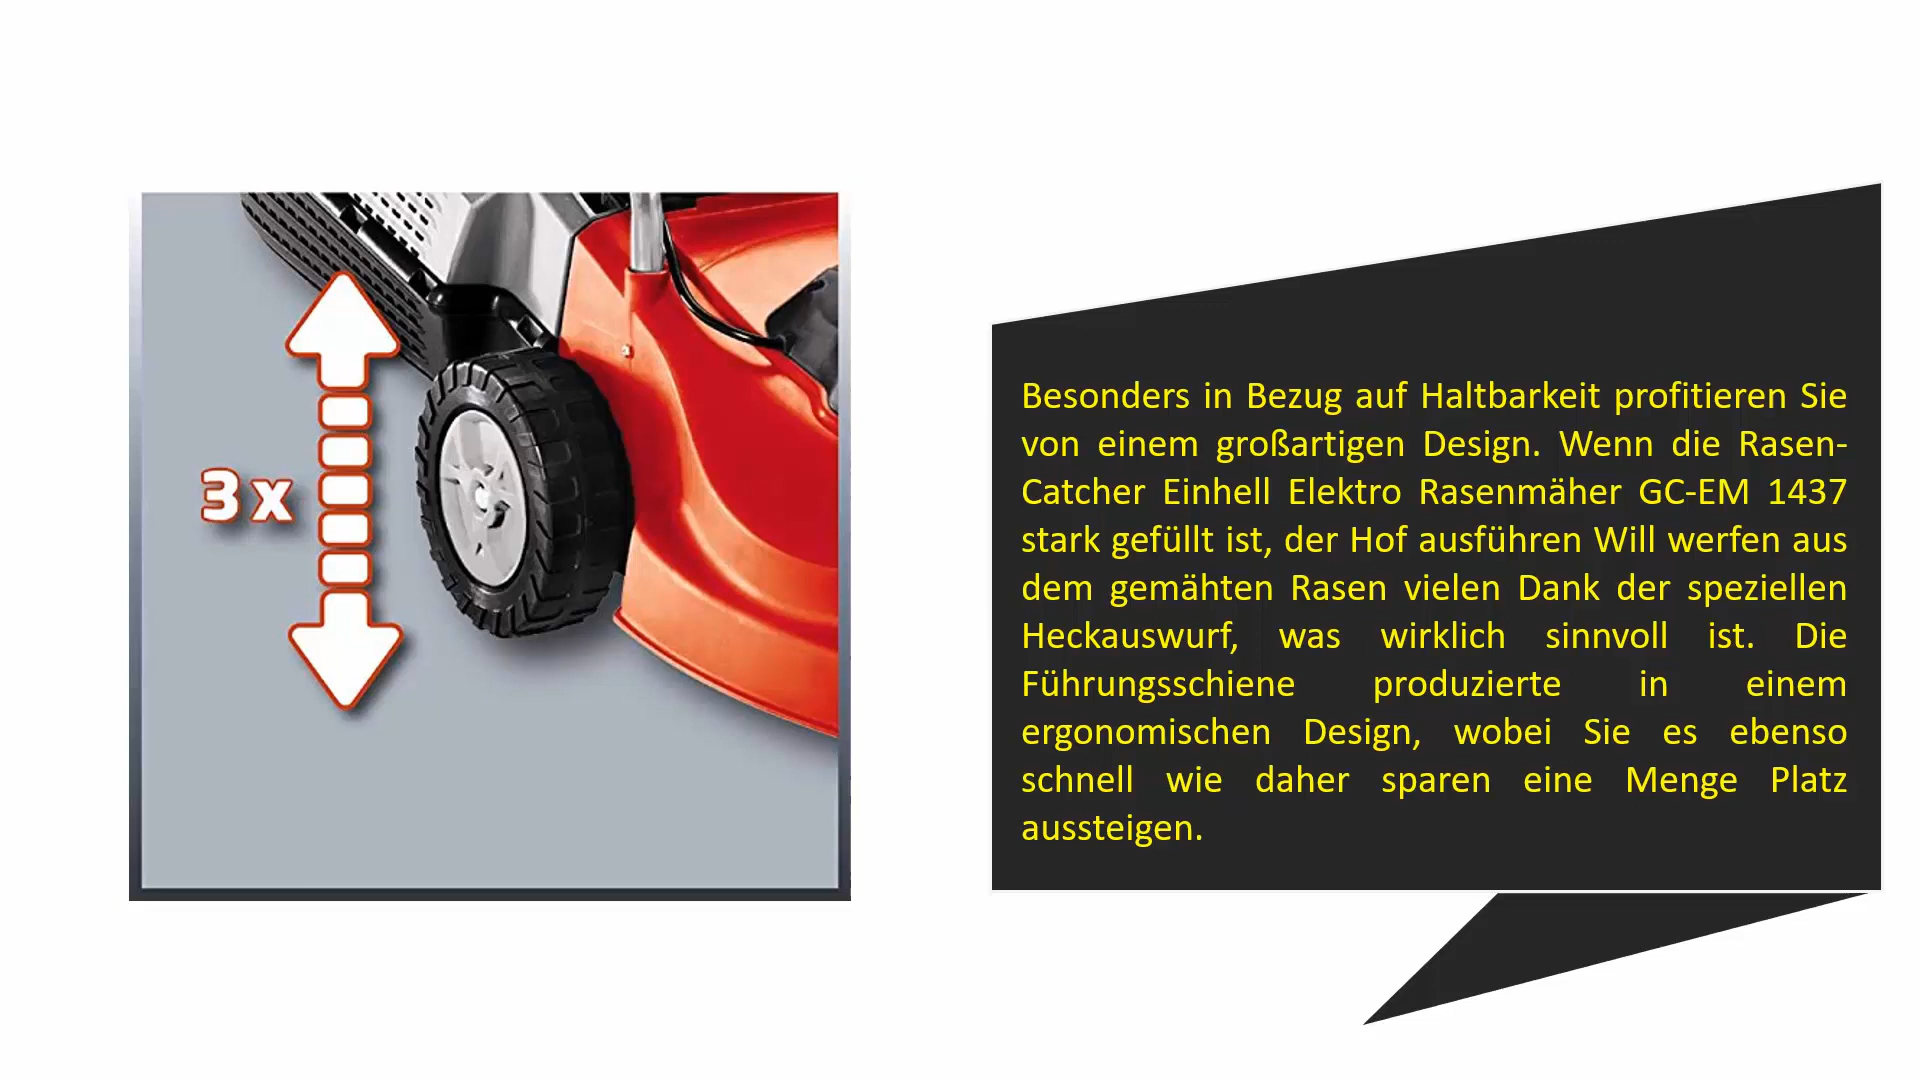 3 x
Besonders in Bezug auf Haltbarkeit profitieren Sie
von einem großartigen Design. Wenn die Rasen-
Catcher Einhell Elektro Rasenmäher GC-EM 1437
stark gefüllt ist, der Hof ausführen Will werfen aus
dem gemähten Rasen vielen Dank der speziellen
Heckauswurf, was wirklich sinnvoll ist. Die
Führungsschiene produzierte in einem
ergonomischen Design, wobei Sie es ebenso
schnell wie daher sparen eine Menge Platz
aussteigen.